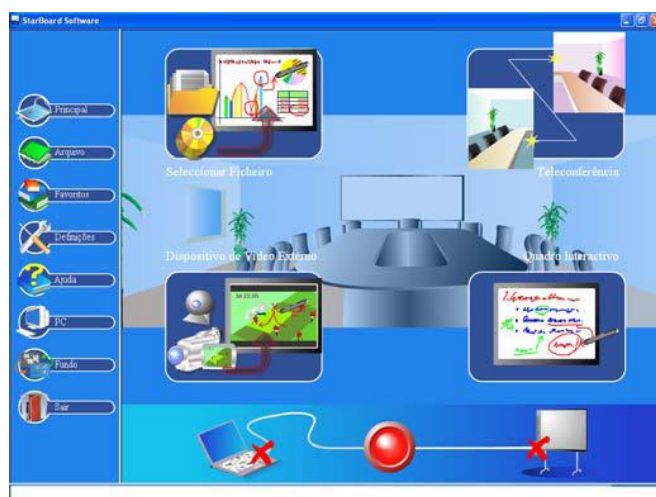 StarBoard Software
Principal
Arquivo
Favoritos
Definições
Ajuda
PC
Fundo
Sair
Seleccionar Ficheiro
Teleconferência
Dispositivo de Vídeo Externo
Quadro Interactivo